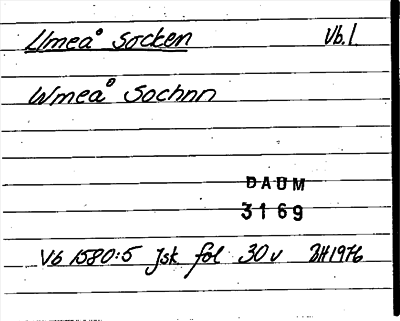 Umeå socken Vb.l.
Wmeå Sochnn
DAUM
3169
Vb 1580:5 Jsk fol 30v BH1976